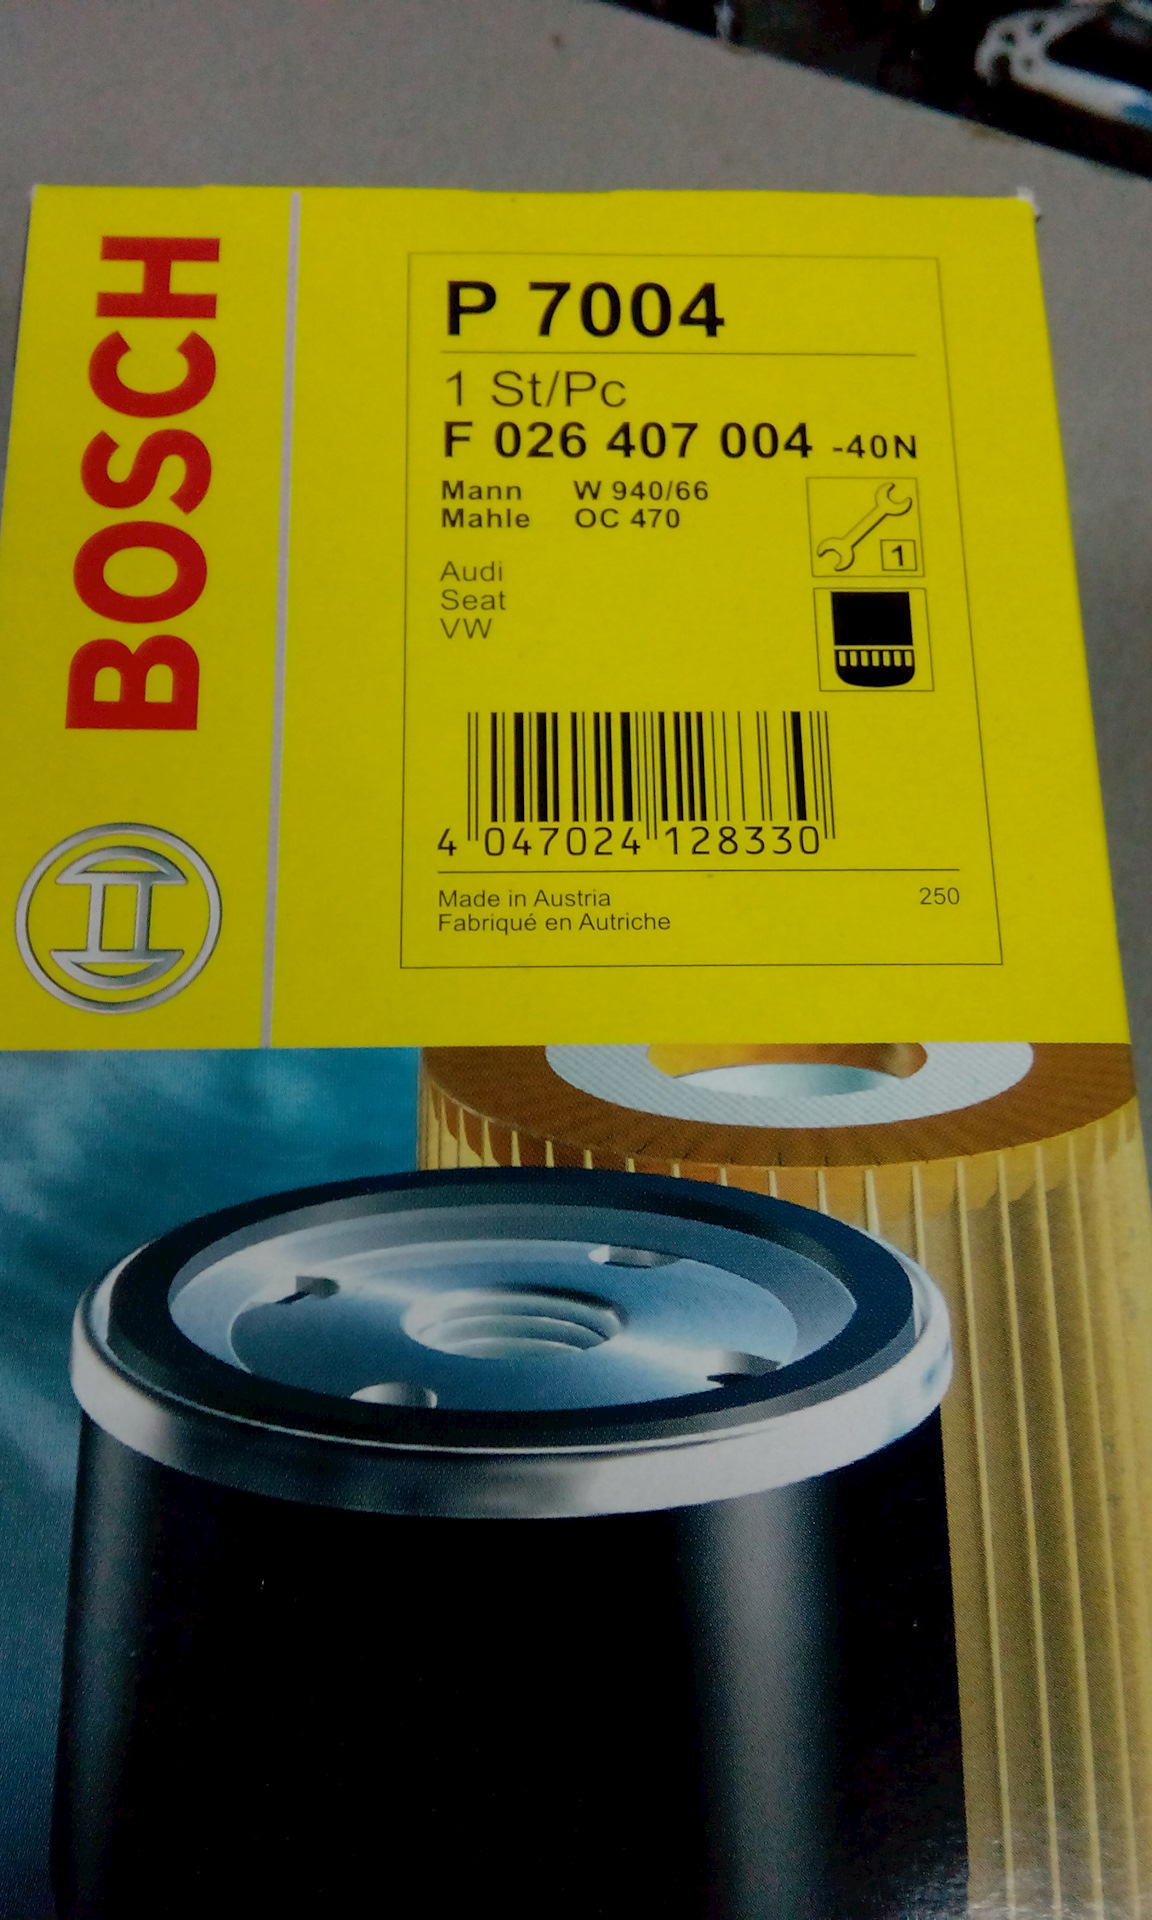 BOSCH
P 7004
1 St/Pc
F 026 407 004 -40N
Mann W 940/66
Mahle OC 470
1
Audi
Seat
VW
4 047024 128330
Made in Austria 250
Fabriqué en Autriche